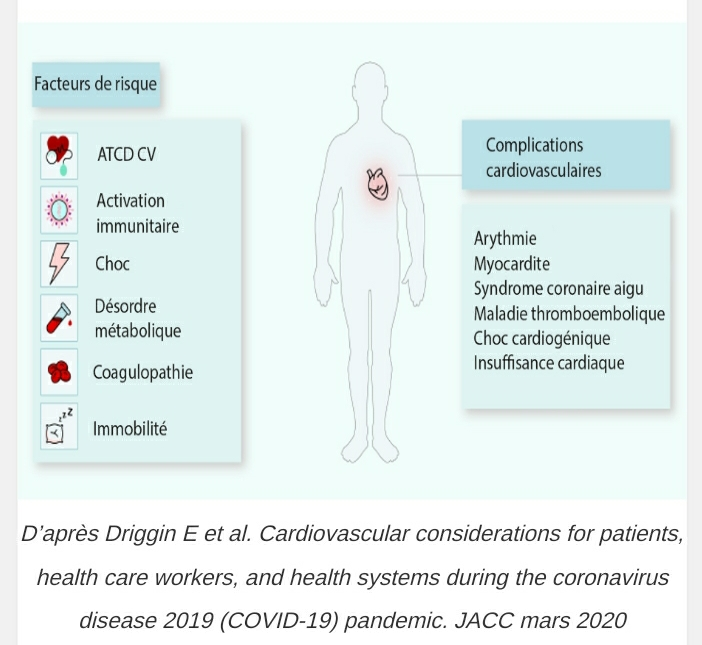 Facteurs de risque
ATCD CV
Activation
immunitaire
Choc
Désordre
métabolique
Coagulopathie
Immobilité
zzZ
Complications
cardiovasculaires
Arythmie
Myocardite
Syndrome coronaire aigu
Maladie thromboembolique
Choc cardiogénique
Insuffisance cardiaque
D'après Driggin E et al. Cardiovascular considerations for patients,
health care workers, and health systems during the coronavirus
disease 2019 (COVID-19) pandemic. JACC mars 2020